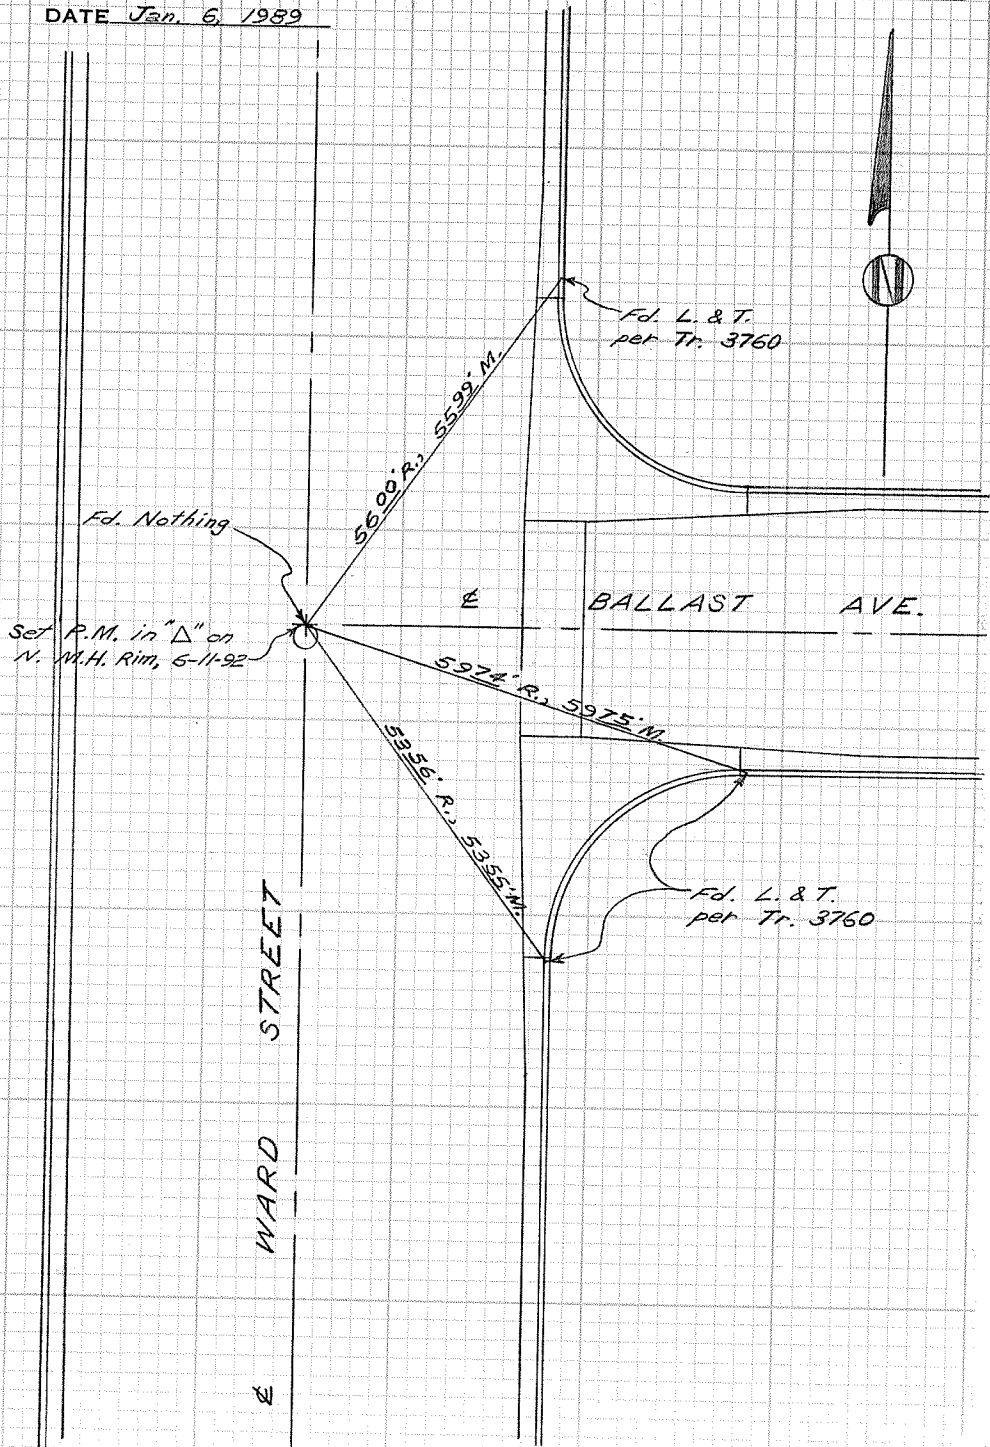 DATE Jan. 6, 1989
Fd. L. & T.
per Tr. 3760
56.00' R., 55.99' M.
Fd. Nothing
℄ BALLAST AVE.
Set P.M. in "Δ" on
N. M.H. Rim, 6-11-92
59.74' R., 59.75' M.
53.56' R., 53.55' M.
Fd. L. & T.
per Tr. 3760
℄ WARD STREET